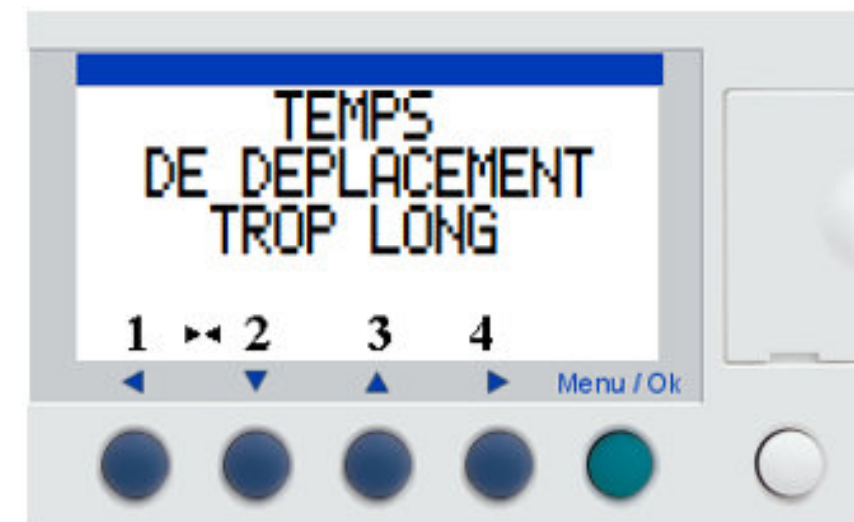 TEMPS
DE DEPLACEMENT
TROP LONG
1 2 3 4
Menu / Ok